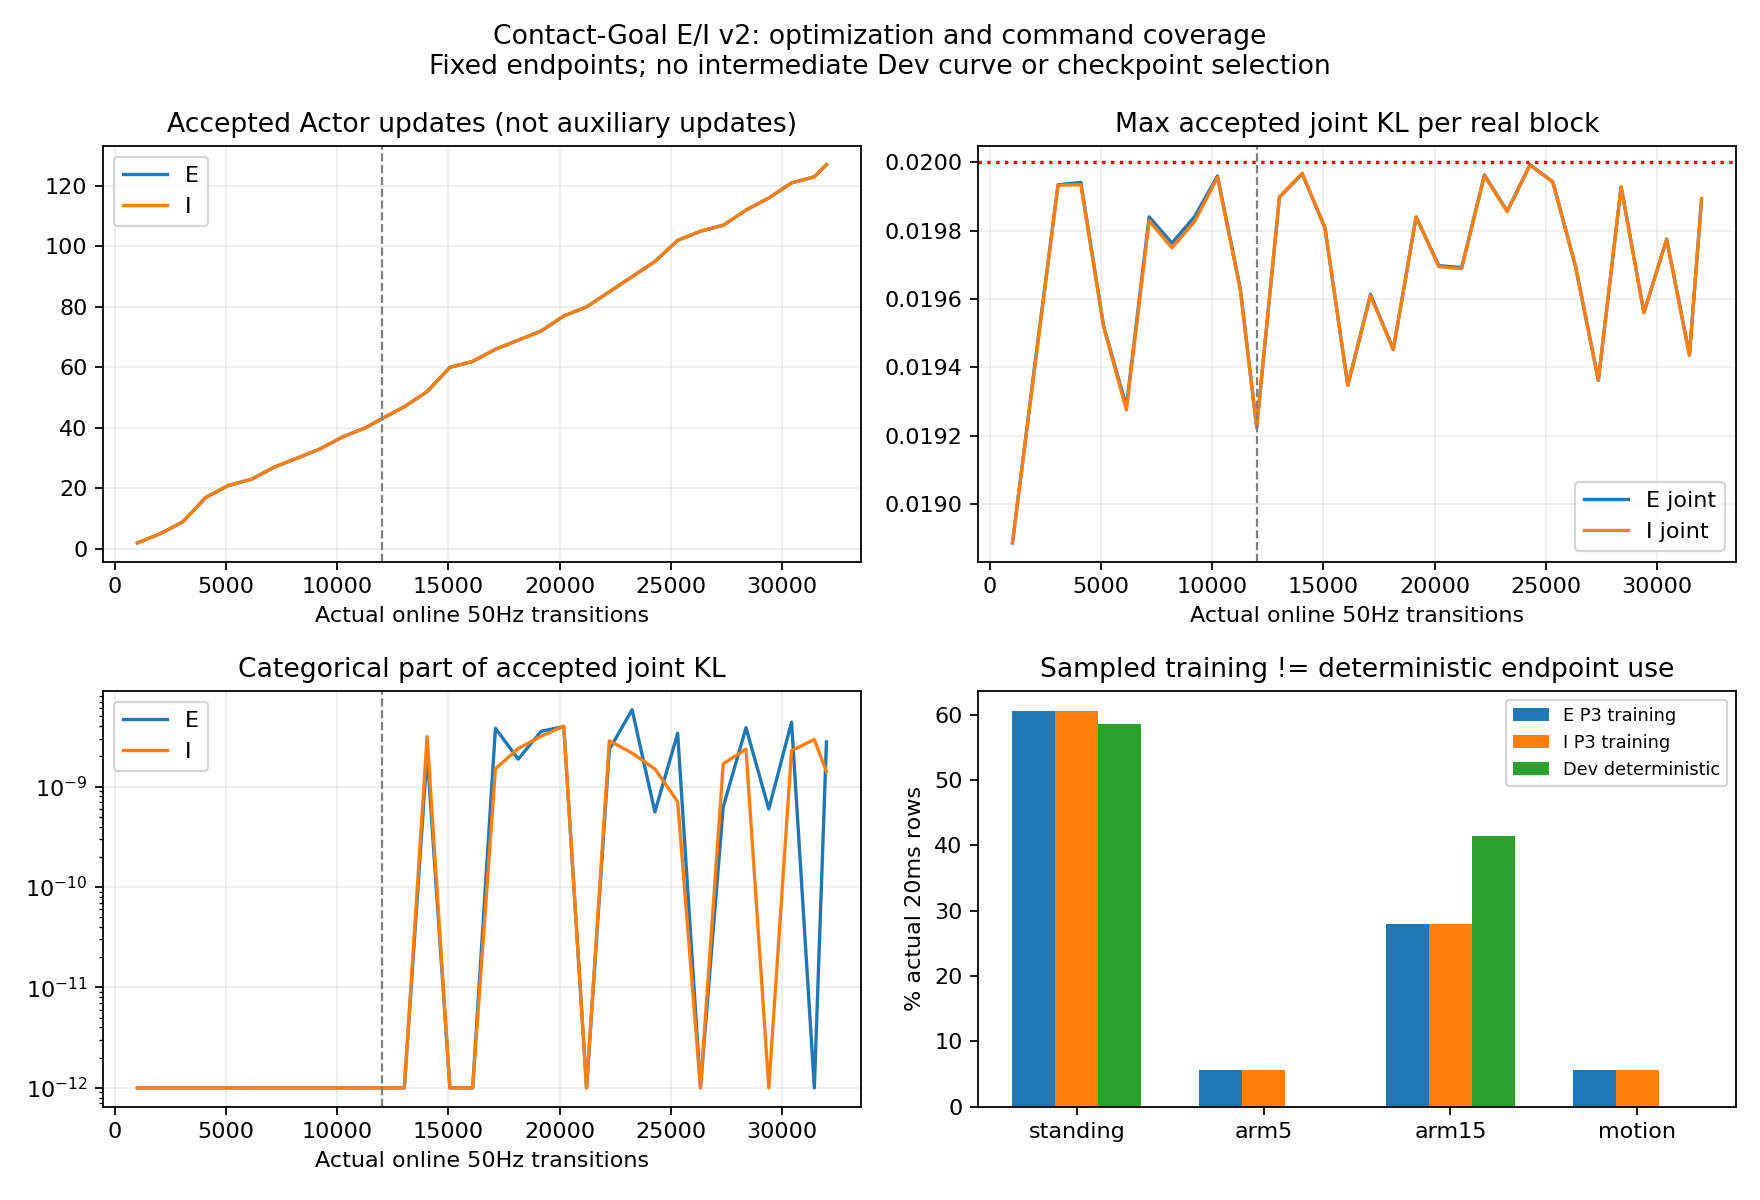 Contact-Goal E/I v2: optimization and command coverage
Fixed endpoints; no intermediate Dev curve or checkpoint selection
Accepted Actor updates (not auxiliary updates)
120
100
80
60
40
20
0
E
I
0 5000 10000 15000 20000 25000 30000
Actual online 50Hz transitions
Max accepted joint KL per real block
0.0200
0.0198
0.0196
0.0194
0.0192
0.0190
E joint
I joint
0 5000 10000 15000 20000 25000 30000
Actual online 50Hz transitions
Categorical part of accepted joint KL
E
I
10⁻⁹
10⁻¹⁰
10⁻¹¹
10⁻¹²
0 5000 10000 15000 20000 25000 30000
Actual online 50Hz transitions
Sampled training != deterministic endpoint use
% actual 20ms rows
60
50
40
30
20
10
0
E P3 training
I P3 training
Dev deterministic
standing arm5 arm15 motion